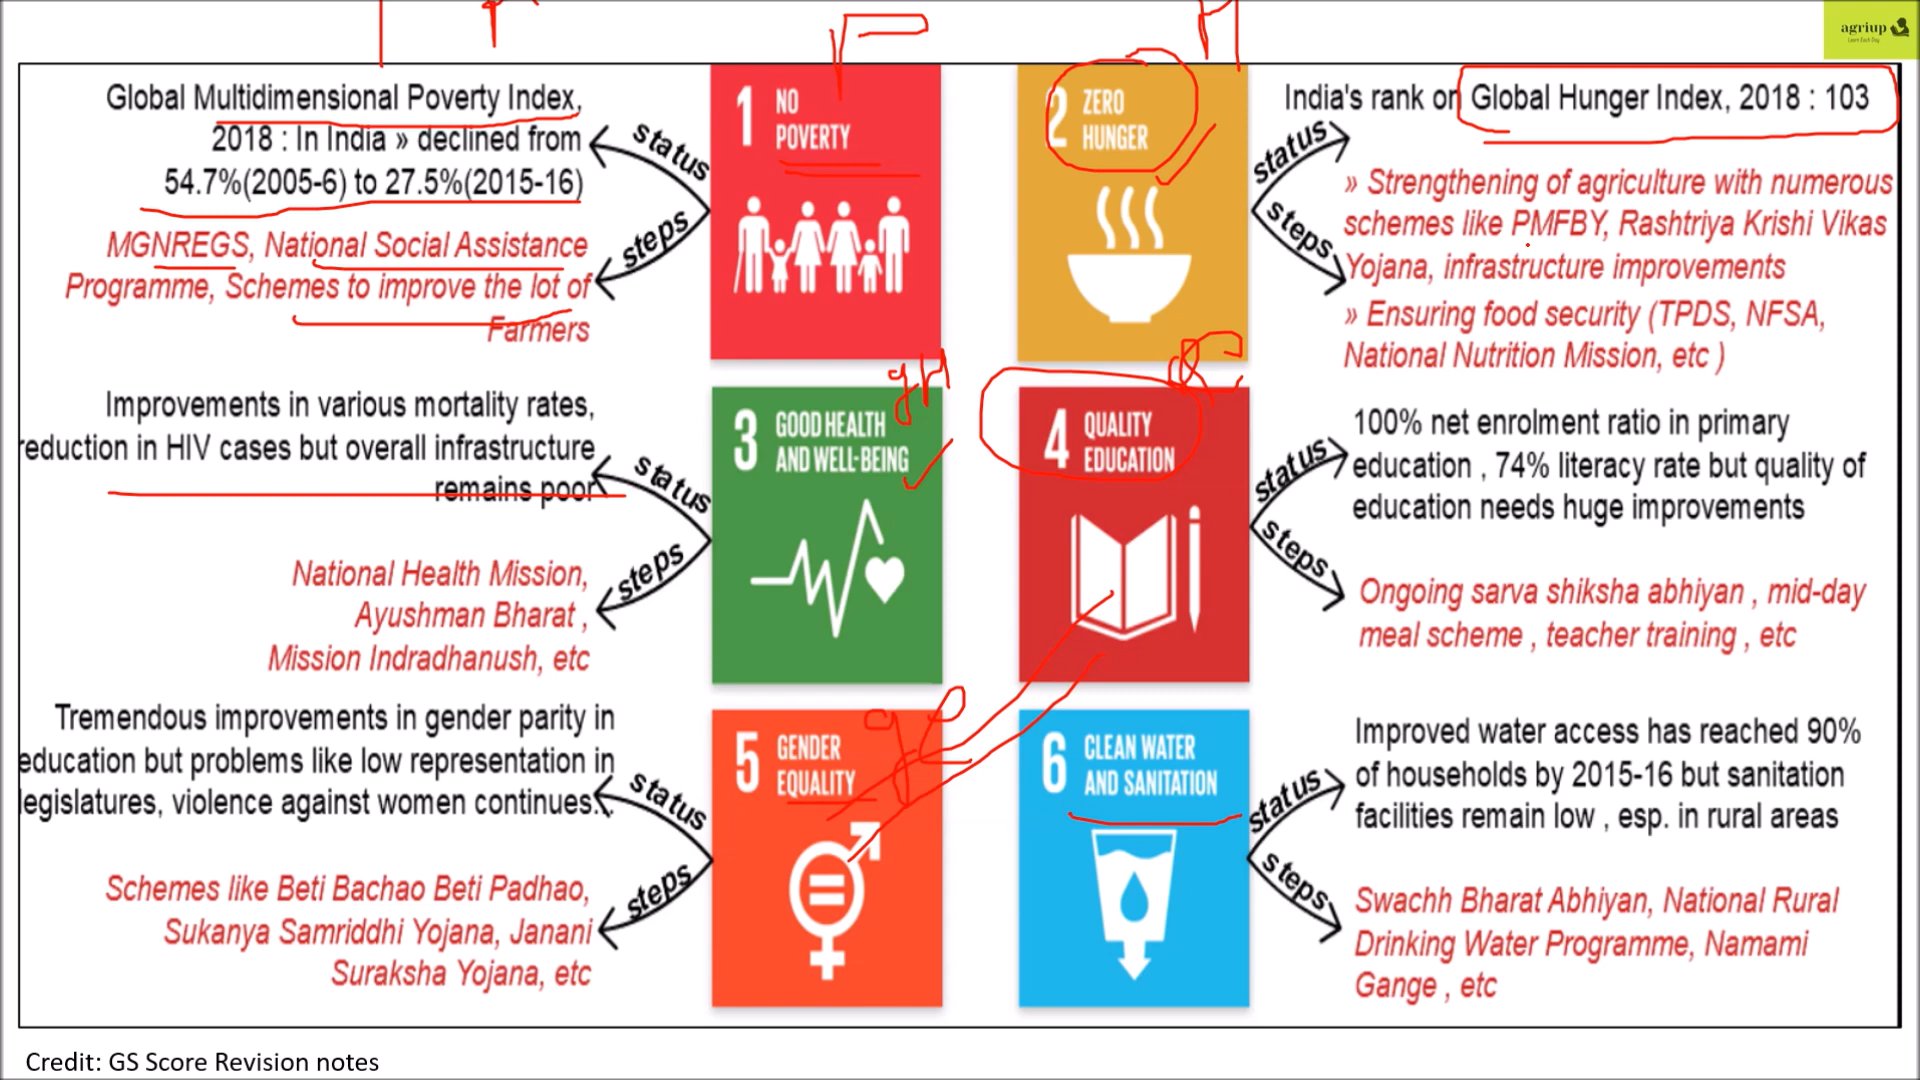 agriup
Learn Each Day
Global Multidimensional Poverty Index,
2018 : In India » declined from
54.7%(2005-6) to 27.5%(2015-16)
MGNREGS, National Social Assistance
Programme, Schemes to improve the lot of
Farmers
status
steps
1 NO
POVERTY
2 ZERO
HUNGER
status
steps
India's rank on Global Hunger Index, 2018 : 103
» Strengthening of agriculture with numerous
schemes like PMFBY, Rashtriya Krishi Vikas
Yojana, infrastructure improvements
» Ensuring food security (TPDS, NFSA,
National Nutrition Mission, etc )
Improvements in various mortality rates,
reduction in HIV cases but overall infrastructure
remains poor
National Health Mission,
Ayushman Bharat ,
Mission Indradhanush, etc
status
steps
3 GOOD HEALTH
AND WELL-BEING
4 QUALITY
EDUCATION
status
steps
100% net enrolment ratio in primary
education , 74% literacy rate but quality of
education needs huge improvements
Ongoing sarva shiksha abhiyan , mid-day
meal scheme , teacher training , etc
Tremendous improvements in gender parity in
education but problems like low representation in
legislatures, violence against women continues..
Schemes like Beti Bachao Beti Padhao,
Sukanya Samriddhi Yojana, Janani
Suraksha Yojana, etc
status
steps
5 GENDER
EQUALITY
6 CLEAN WATER
AND SANITATION
status
steps
Improved water access has reached 90%
of households by 2015-16 but sanitation
facilities remain low , esp. in rural areas
Swachh Bharat Abhiyan, National Rural
Drinking Water Programme, Namami
Gange , etc
Credit: GS Score Revision notes